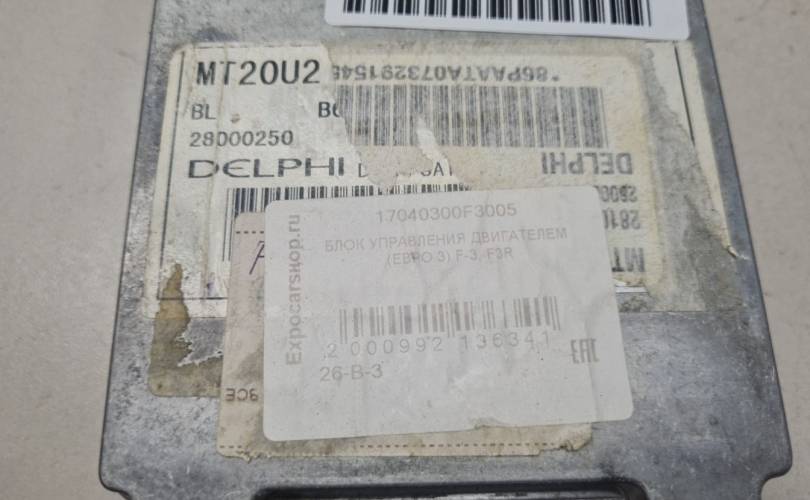 MT20U2
*86PAATA073291545
BL
28000250
DELPHI
DELPHI
17040300F3005
БЛОК УПРАВЛЕНИЯ ДВИГАТЕЛЕМ
(ЕВРО 3) F-3, F3R
Expocarshop.ru
2 000992 136341
26-В-3
EAC